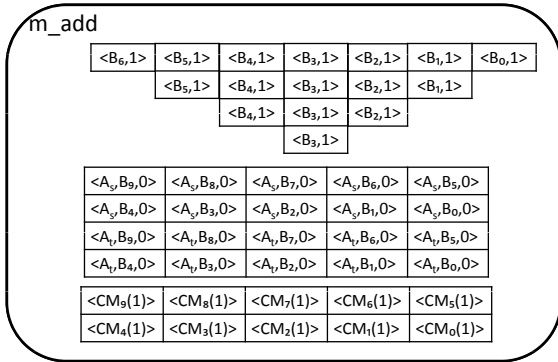 m_add
<B₆,1> <B₅,1> <B₄,1> <B₃,1> <B₂,1> <B₁,1> <B₀,1>
<B₅,1> <B₄,1> <B₃,1> <B₂,1> <B₁,1>
<B₄,1> <B₃,1> <B₂,1>
<B₃,1>
<Aₛ,B₉,0> <Aₛ,B₈,0> <Aₛ,B₇,0> <Aₛ,B₆,0> <Aₛ,B₅,0>
<Aₛ,B₄,0> <Aₛ,B₃,0> <Aₛ,B₂,0> <Aₛ,B₁,0> <Aₛ,B₀,0>
<Aₜ,B₉,0> <Aₜ,B₈,0> <Aₜ,B₇,0> <Aₜ,B₆,0> <Aₜ,B₅,0>
<Aₜ,B₄,0> <Aₜ,B₃,0> <Aₜ,B₂,0> <Aₜ,B₁,0> <Aₜ,B₀,0>
<CM₉(1)> <CM₈(1)> <CM₇(1)> <CM₆(1)> <CM₅(1)>
<CM₄(1)> <CM₃(1)> <CM₂(1)> <CM₁(1)> <CM₀(1)>